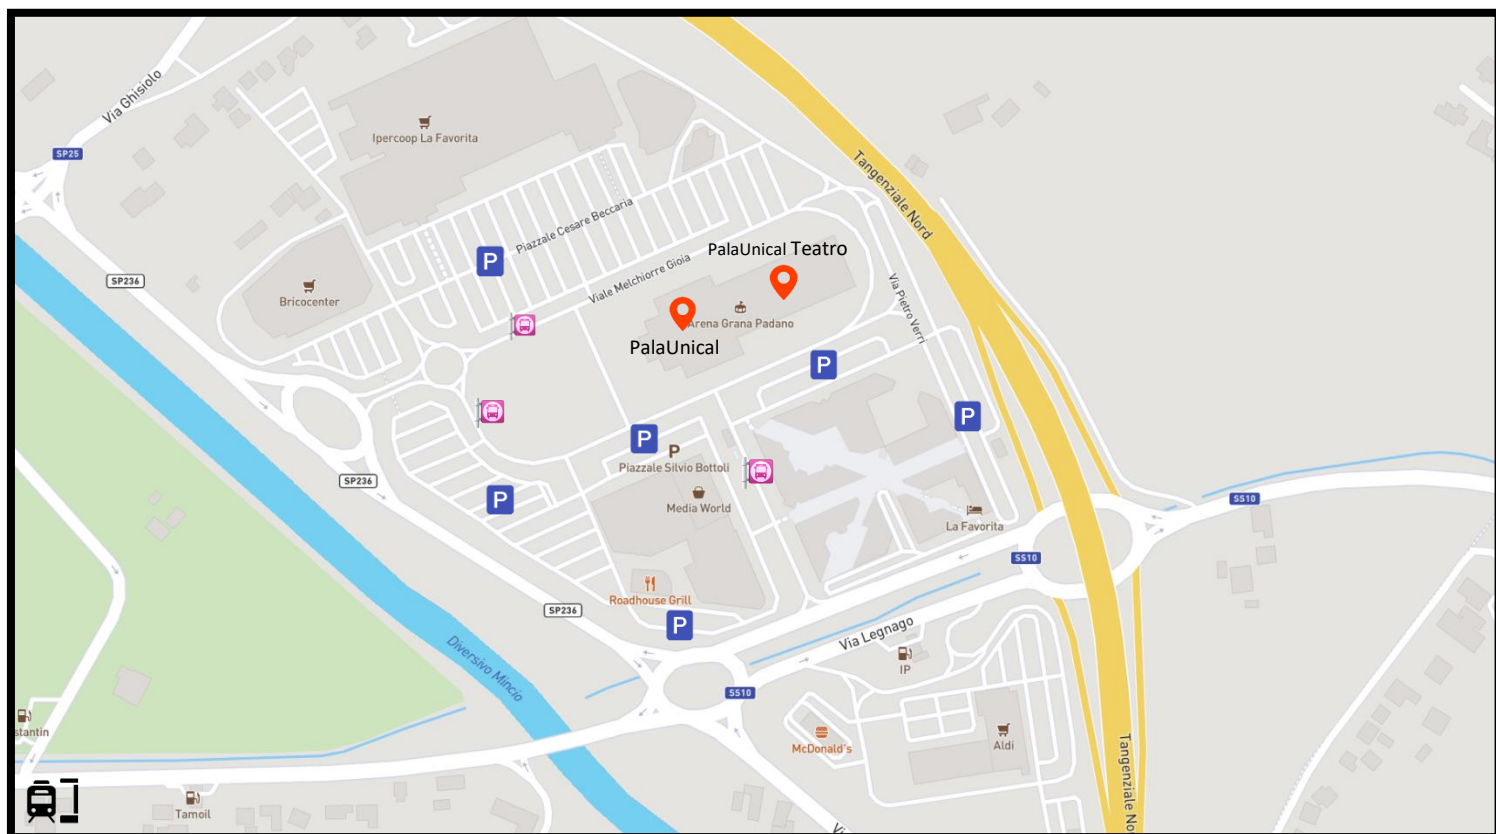 Via Ghisiolo
SP25
Ipercoop La Favorita
Tangenziale Nord
Piazzale Cesare Beccaria
P
PalaUnical Teatro
SP236
Bricocenter
Viale Melchiorre Gioia
Via Pietro Verri
Arena Grana Padano
PalaUnical
P
P
P
P
Piazzale Silvio Bottoli
SP236
P
Media World
SS10
La Favorita
SS10
Roadhouse Grill
SP236
P
Via Legnago
Diversivo Mincio
IP
SS10
stantin
McDonald's
Aldi
Tangenziale No
Tamoil
Vi